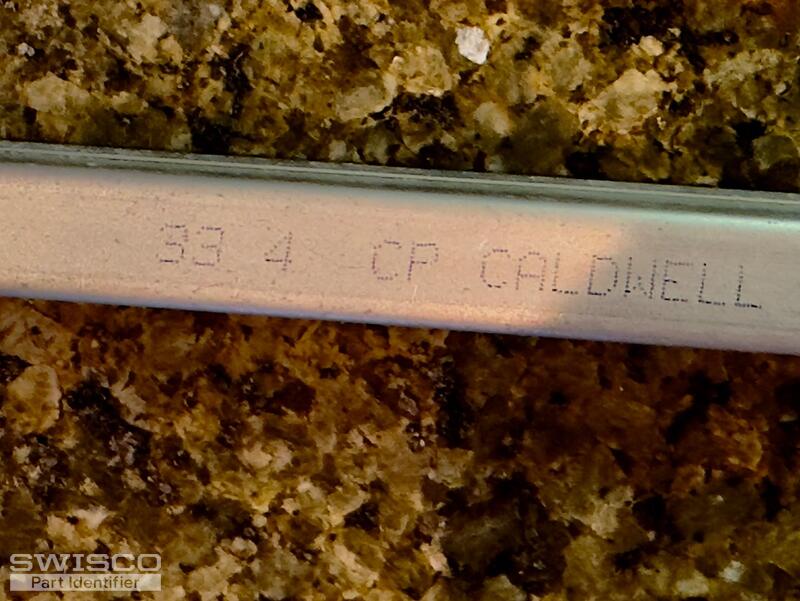 33 4 CP CALDWELL
SWISCO
Part Identifier